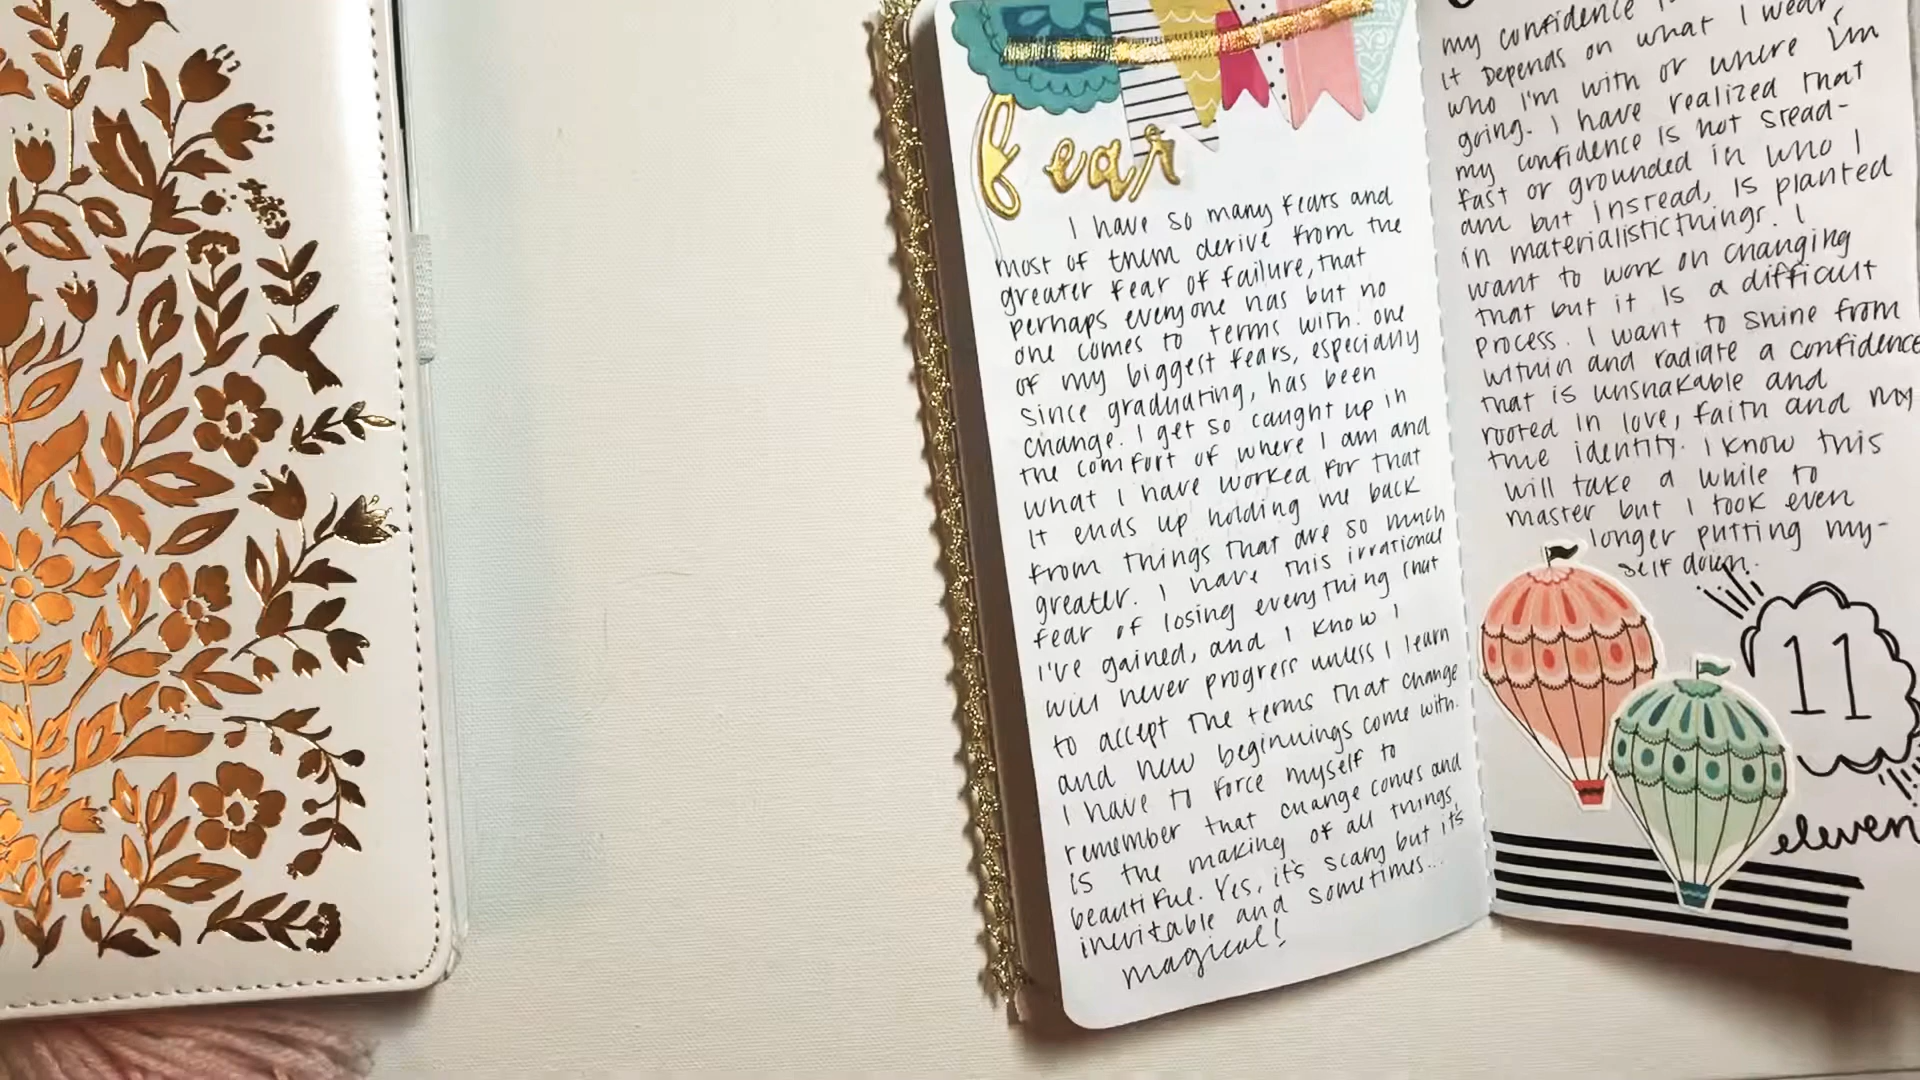 fear
I have so many fears and
most of them derive from the
greater fear of failure, that
perhaps everyone has but no
one comes to terms with. one
of my biggest fears, especially
since graduating, has been
change. I get so caught up in
the comfort of where I am and
what I have worked for that
it ends up holding me back
from things that are so much
greater. I have this irrational
fear of losing everything that
I've gained, and I know I
will never progress unless I learn
to accept the terms that change
and new beginnings come with.
I have to force myself to
remember that change comes and
is the making of all things
beautiful. Yes, it's scary but it's
inevitable and sometimes...
magical!
my confidence
it depends on what I wear,
who I'm with or where I'm
going. I have realized that
my confidence is not stead-
fast or grounded in who I
am but instead, is planted
in materialistic things. I
want to work on changing
that but it is a difficult
process. I want to shine from
within and radiate a confidence
that is unshakable and
rooted in love, faith and my
true identity. I know this
will take a while to
master but I took even
longer putting my-
self down.
11
eleven